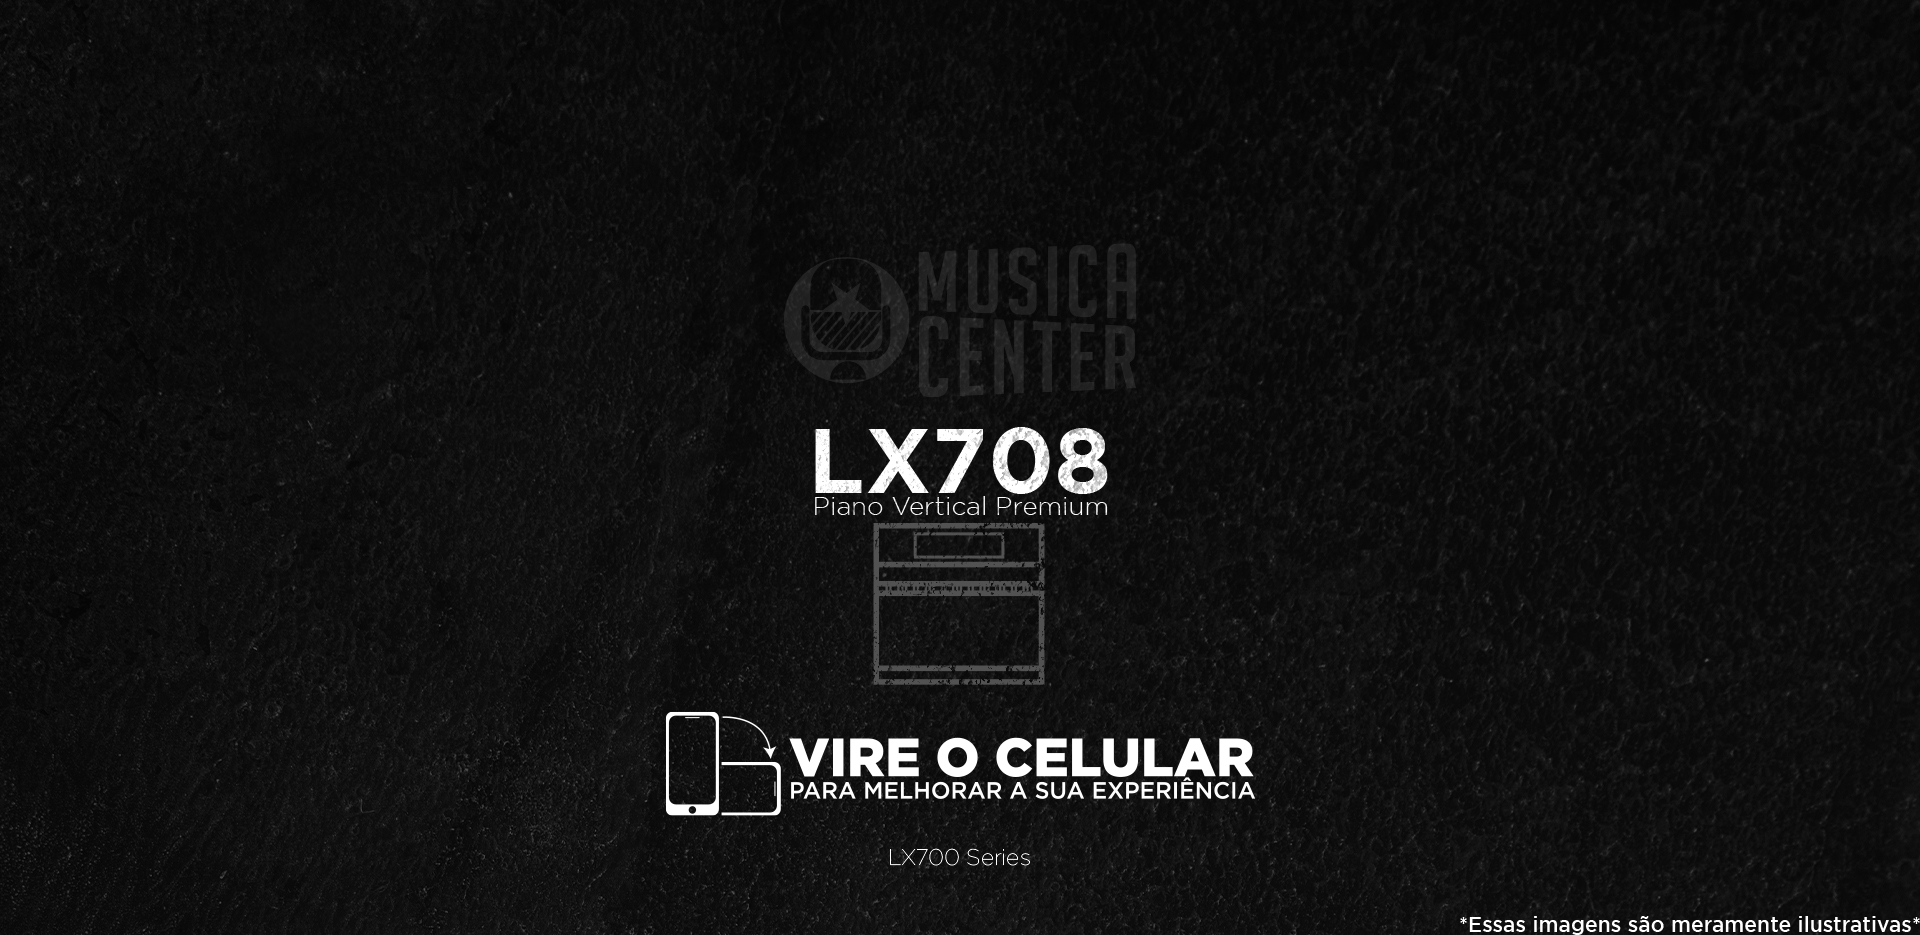 MUSICA
CENTER
LX708
Piano Vertical Premium
VIRE O CELULAR
PARA MELHORAR A SUA EXPERIÊNCIA
LX700 Series
*Essas imagens são meramente ilustrativas*